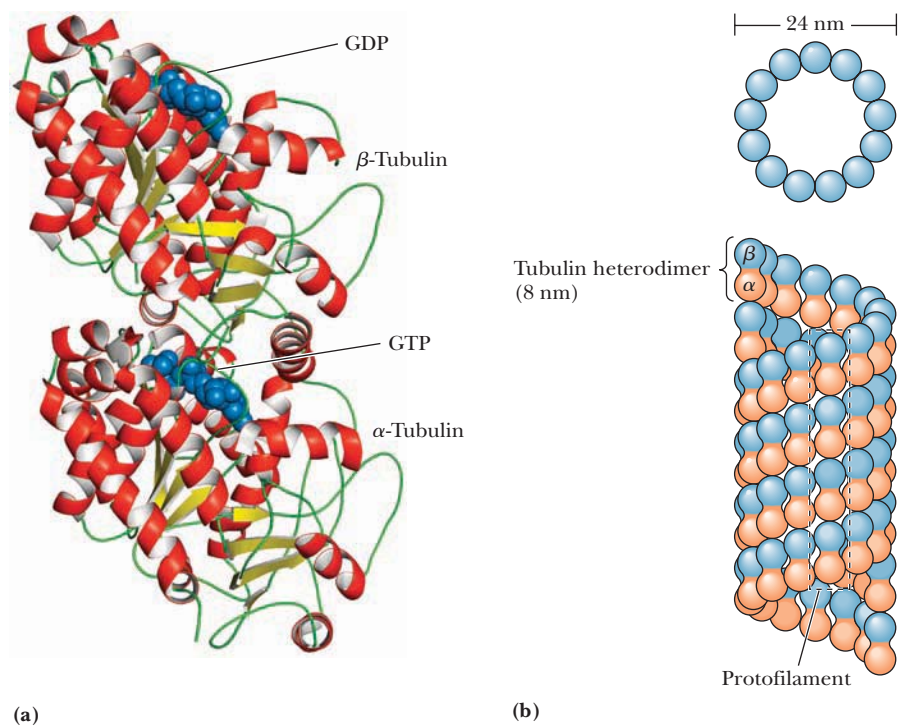 GDP
β-Tubulin
GTP
α-Tubulin
(a)
24 nm
Tubulin heterodimer
(8 nm)
β
α
Protofilament
(b)